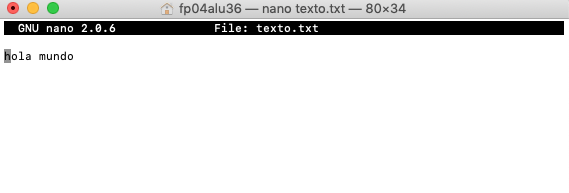 fp04alu36 — nano texto.txt — 80×34
GNU nano 2.0.6 File: texto.txt
hola mundo